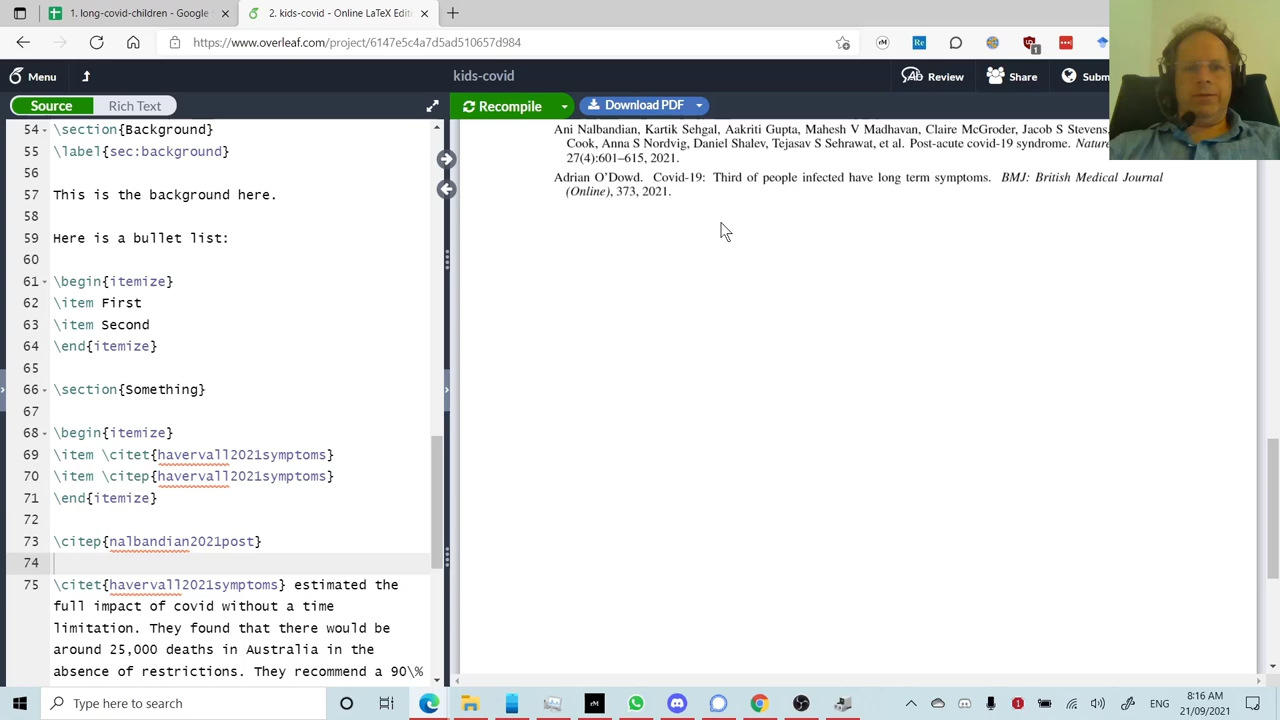 1. long-covid-children - Google
2. kids-covid - Online LaTeX Edit
https://www.overleaf.com/project/6147e5c4a7d5ad510657d984
Menu
kids-covid
Review
Share
Subm
Source
Rich Text
Recompile
Download PDF
54 \section{Background}
55 \label{sec:background}
56
57 This is the background here.
58
59 Here is a bullet list:
60
61 \begin{itemize}
62 \item First
63 \item Second
64 \end{itemize}
65
66 \section{Something}
67
68 \begin{itemize}
69 \item \citet{havervall2021symptoms}
70 \item \citep{havervall2021symptoms}
71 \end{itemize}
72
73 \citep{nalbandian2021post}
74
75 \citet{havervall2021symptoms} estimated the
full impact of covid without a time
limitation. They found that there would be
around 25,000 deaths in Australia in the
absence of restrictions. They recommend a 90\%
Ani Nalbandian, Kartik Sehgal, Aakriti Gupta, Mahesh V Madhavan, Claire McGroder, Jacob S Stevens,
Cook, Anna S Nordvig, Daniel Shalev, Tejasav S Sehrawat, et al. Post-acute covid-19 syndrome. Nature
27(4):601–615, 2021.
Adrian O'Dowd. Covid-19: Third of people infected have long term symptoms. BMJ: British Medical Journal
(Online), 373, 2021.
Type here to search
ENG
8:16 AM
21/09/2021